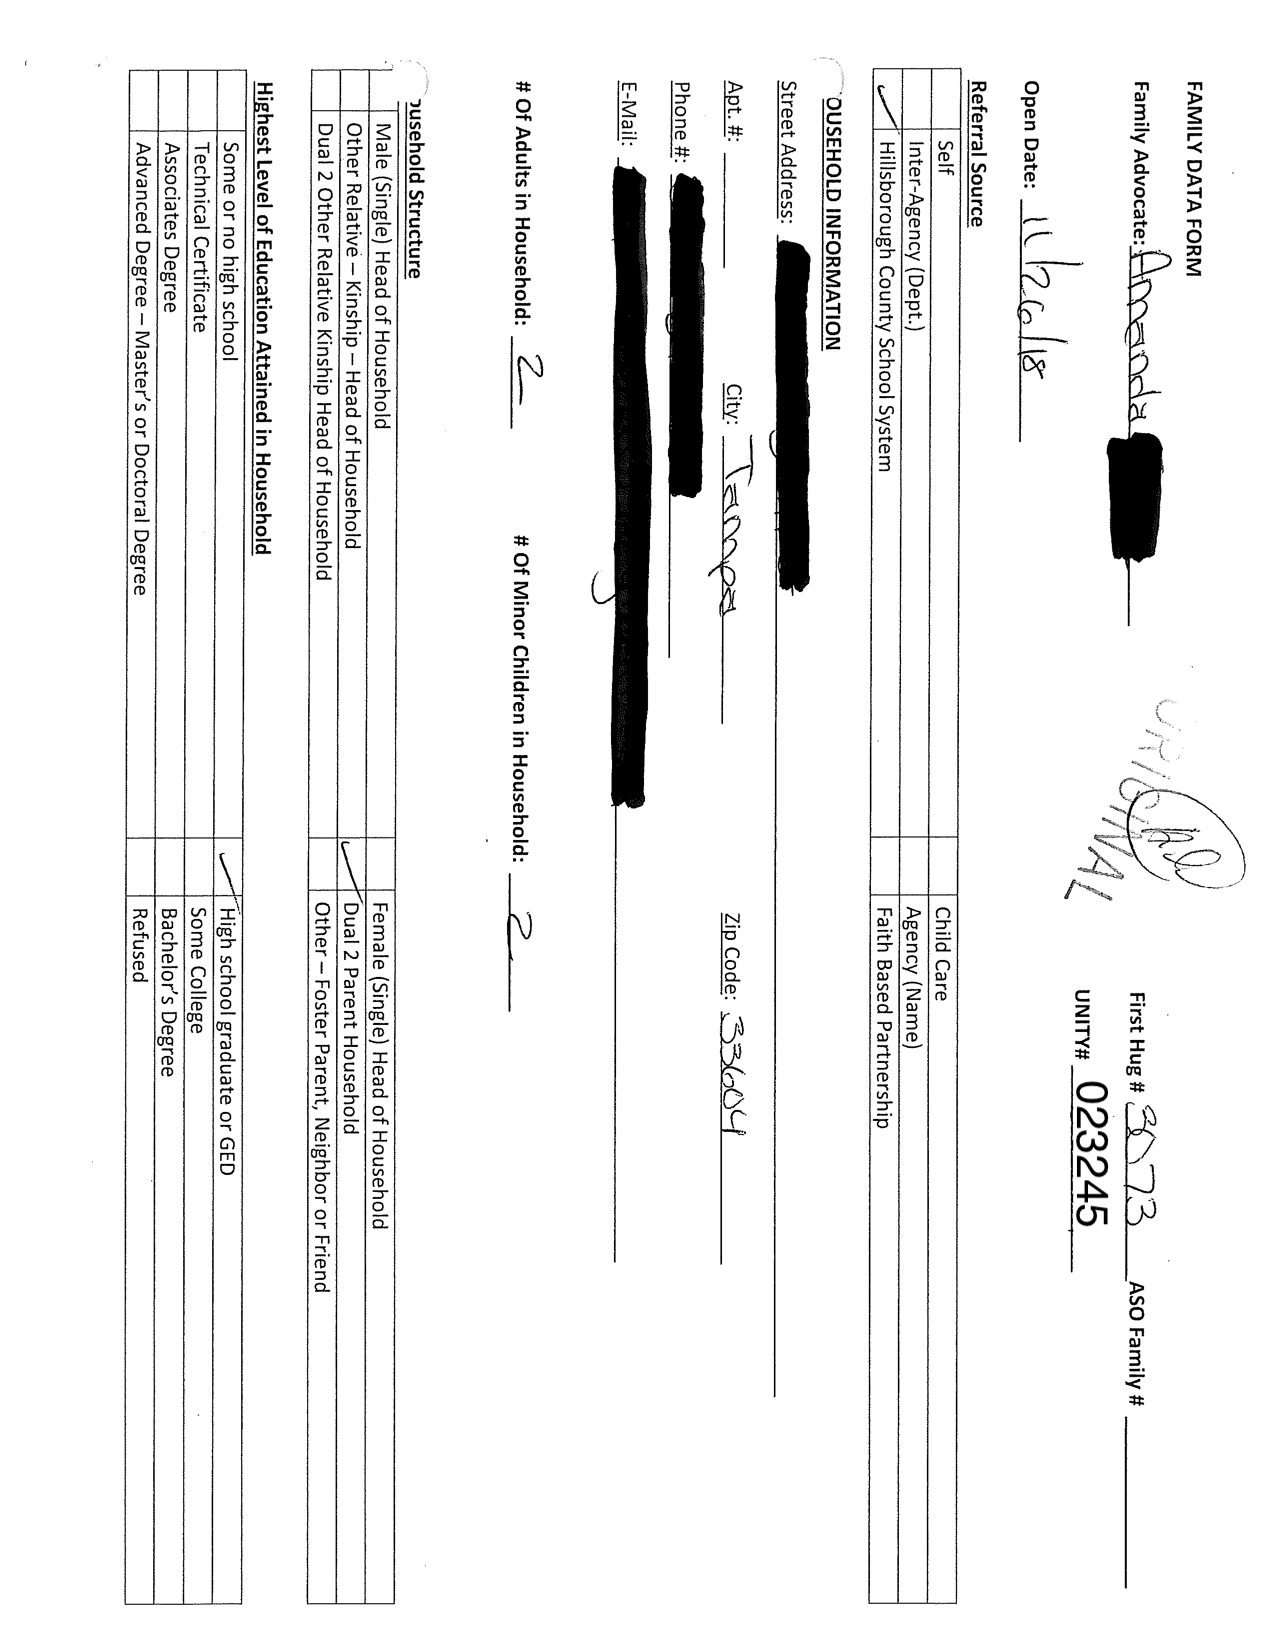 FAMILY DATA FORM
Family Advocate: Amanda
First Hug # 3073 ASO Family #
ORIGINAL
UNITY# 023245
Open Date: 11/26/18
Referral Source
Self Child Care
Inter-Agency (Dept.) Agency (Name)
✓ Hillsborough County School System Faith Based Partnership
OUSEHOLD INFORMATION
Street Address:
Apt. #: City: Tampa Zip Code: 33604
Phone #:
E-Mail:
# Of Adults in Household: 2 # Of Minor Children in Household: 2
ousehold Structure
Male (Single) Head of Household Female (Single) Head of Household
Other Relative – Kinship – Head of Household ✓ Dual 2 Parent Household
Dual 2 Other Relative Kinship Head of Household Other – Foster Parent, Neighbor or Friend
Highest Level of Education Attained in Household
Some or no high school ✓ High school graduate or GED
Technical Certificate Some College
Associates Degree Bachelor's Degree
Advanced Degree – Master's or Doctoral Degree Refused